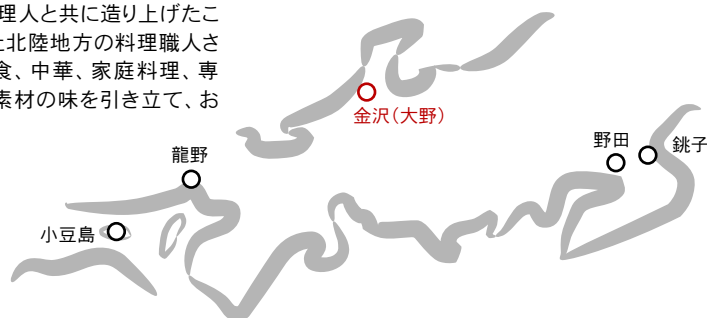 理人と共に造り上げたこ
北陸地方の料理職人さ
食、中華、家庭料理、専
素材の味を引き立て、お
金沢（大野）
龍野
野田
銚子
小豆島